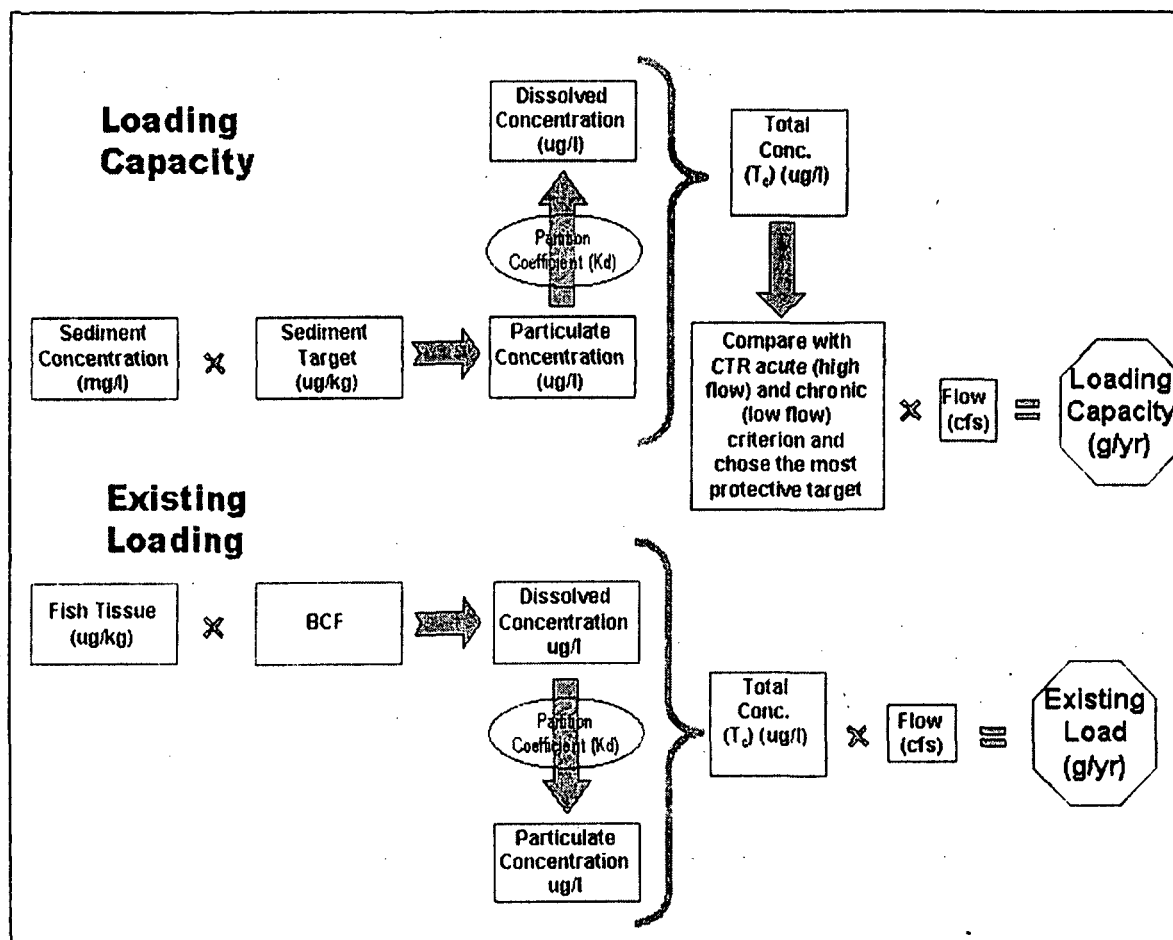 Loading
Capacity
Dissolved
Concentration
(ug/l)
Total
Conc.
(Tc) (ug/l)
Partition
Coefficient (Kd)
Sediment
Concentration
(mg/l)
×
Sediment
Target
(ug/kg)
Particulate
Concentration
(ug/l)
Compare with
CTR acute (high
flow) and chronic
(low flow)
criterion and
chose the most
protective target
×
Flow
(cfs)
=
Loading
Capacity
(g/yr)
Existing
Loading
Fish Tissue
(ug/kg)
×
BCF
Dissolved
Concentration
ug/l
Partition
Coefficient (Kd)
Total
Conc.
(Tc) (ug/l)
×
Flow
(cfs)
=
Existing
Load
(g/yr)
Particulate
Concentration
ug/l